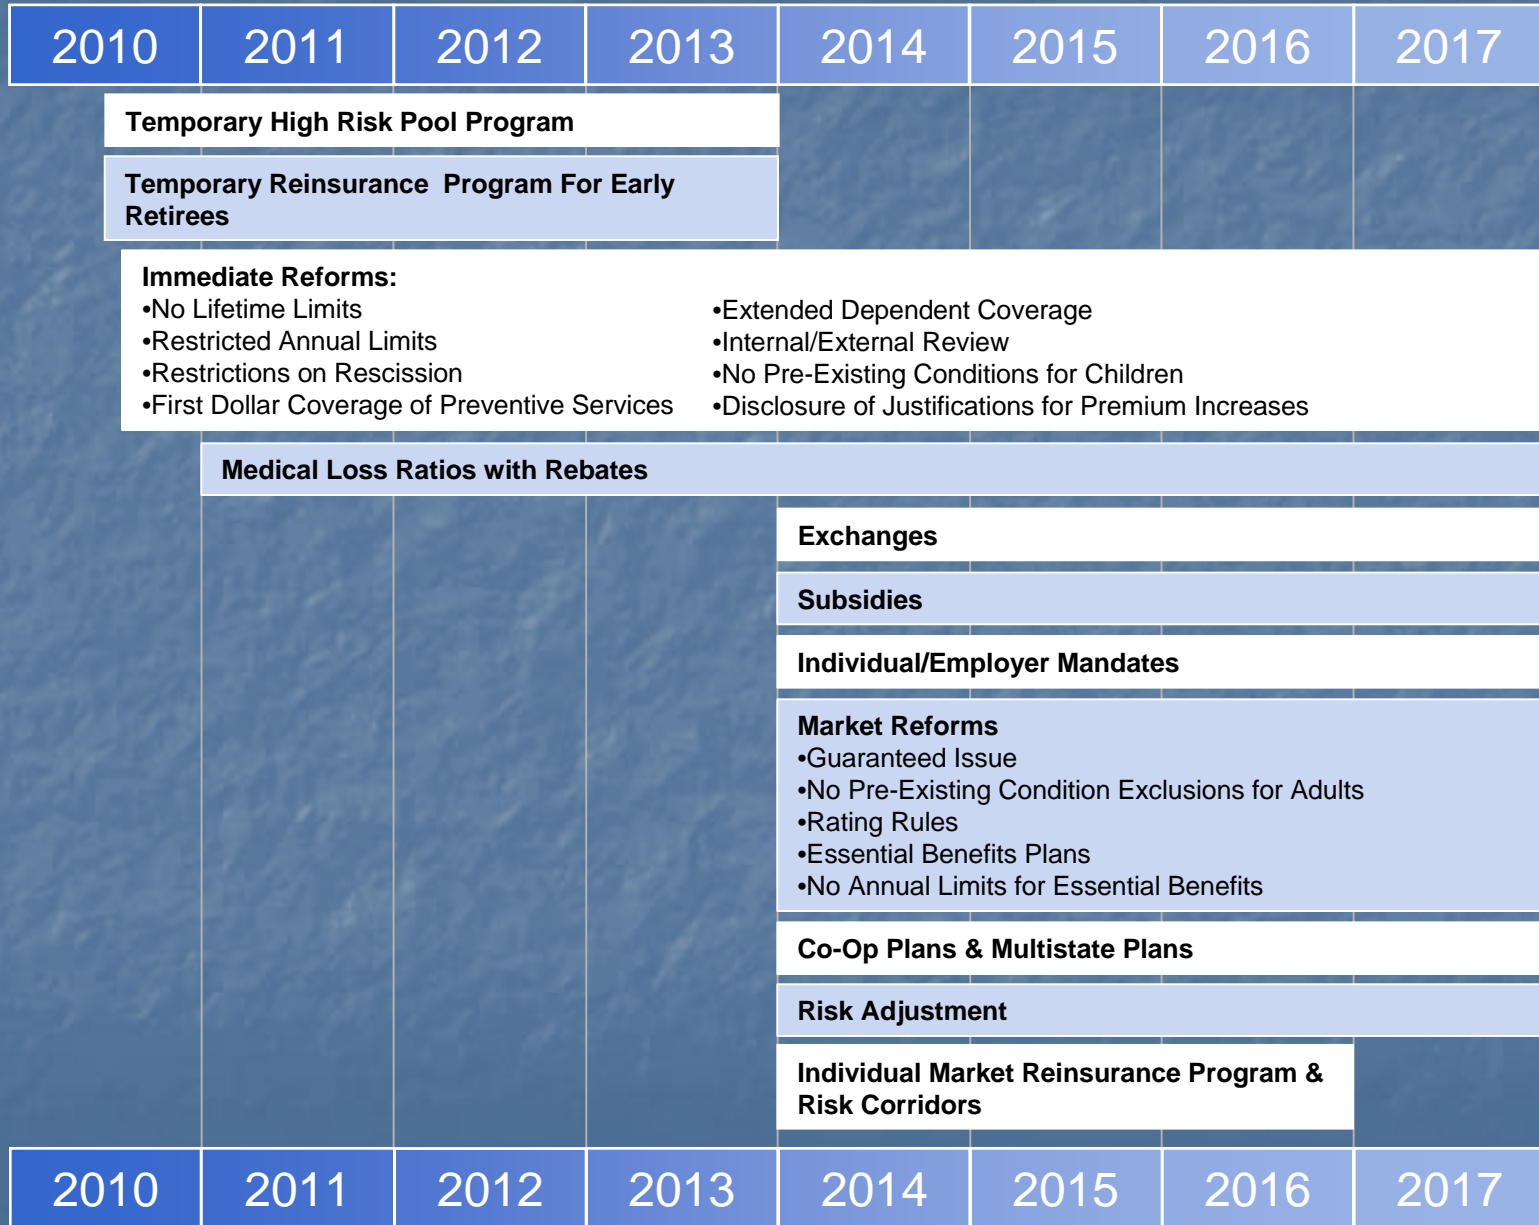 2010 2011 2012 2013 2014 2015 2016 2017
Temporary High Risk Pool Program
Temporary Reinsurance  Program For Early
Retirees
Immediate Reforms:
•No Lifetime Limits
•Restricted Annual Limits
•Restrictions on Rescission
•First Dollar Coverage of Preventive Services
•Extended Dependent Coverage
•Internal/External Review
•No Pre-Existing Conditions for Children
•Disclosure of Justifications for Premium Increases
Medical Loss Ratios with Rebates
Exchanges
Subsidies
Individual/Employer Mandates
Market Reforms
•Guaranteed Issue
•No Pre-Existing Condition Exclusions for Adults
•Rating Rules
•Essential Benefits Plans
•No Annual Limits for Essential Benefits
Co-Op Plans & Multistate Plans
Risk Adjustment
Individual Market Reinsurance Program &
Risk Corridors
2010 2011 2012 2013 2014 2015 2016 2017